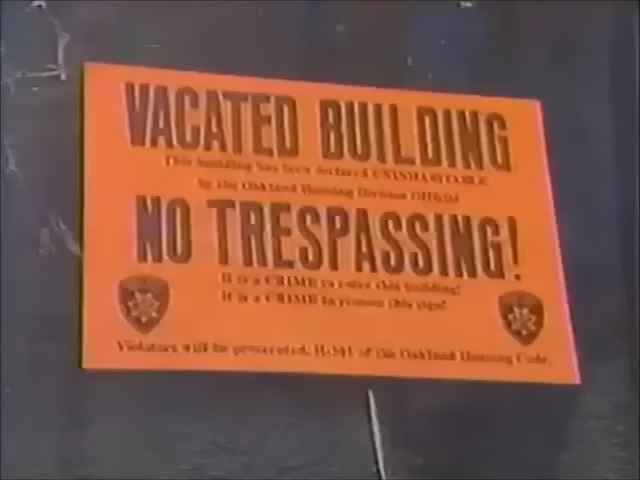 VACATED BUILDING
This building has been declared UNINHABITABLE
by the Oakland Housing Division
NO TRESPASSING!
It is a CRIME to enter this building!
It is a CRIME to remove this sign!
Violators will be prosecuted. of the Oakland Housing Code.